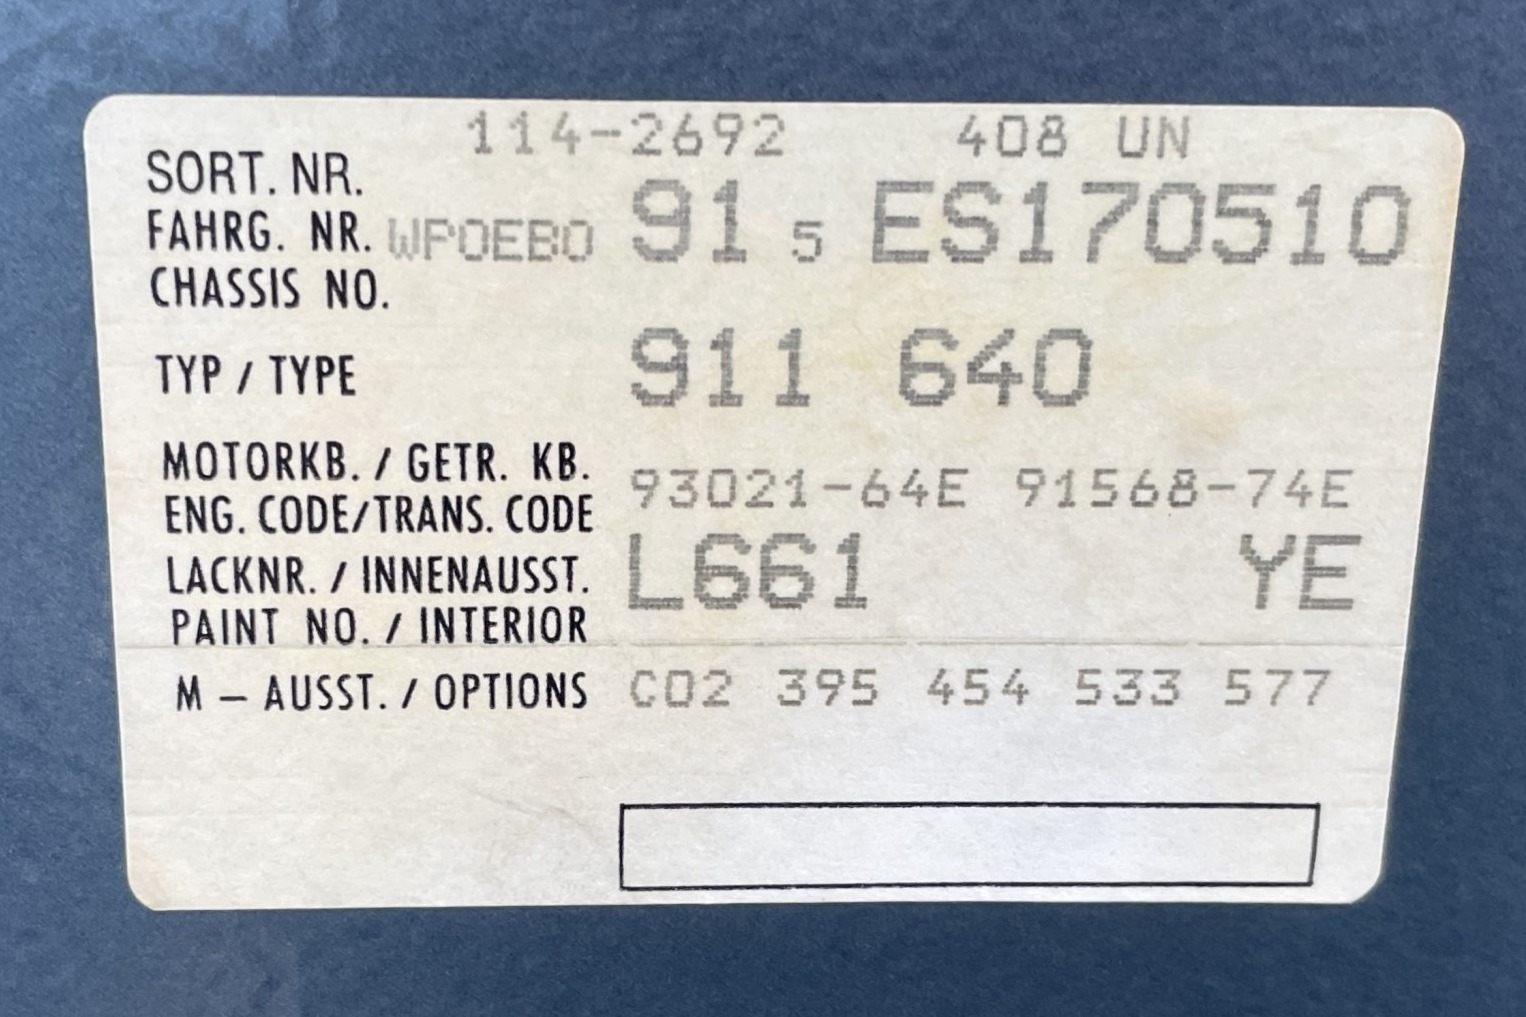 114-2692 408 UN
SORT. NR.
FAHRG. NR. WP0EB0 91 5 ES170510
CHASSIS NO.
TYP / TYPE 911 640
MOTORKB. / GETR. KB.
ENG. CODE/TRANS. CODE 93021-64E 91568-74E
LACKNR. / INNENAUSST. L661 YE
PAINT NO. / INTERIOR
M – AUSST. / OPTIONS C02 395 454 533 577